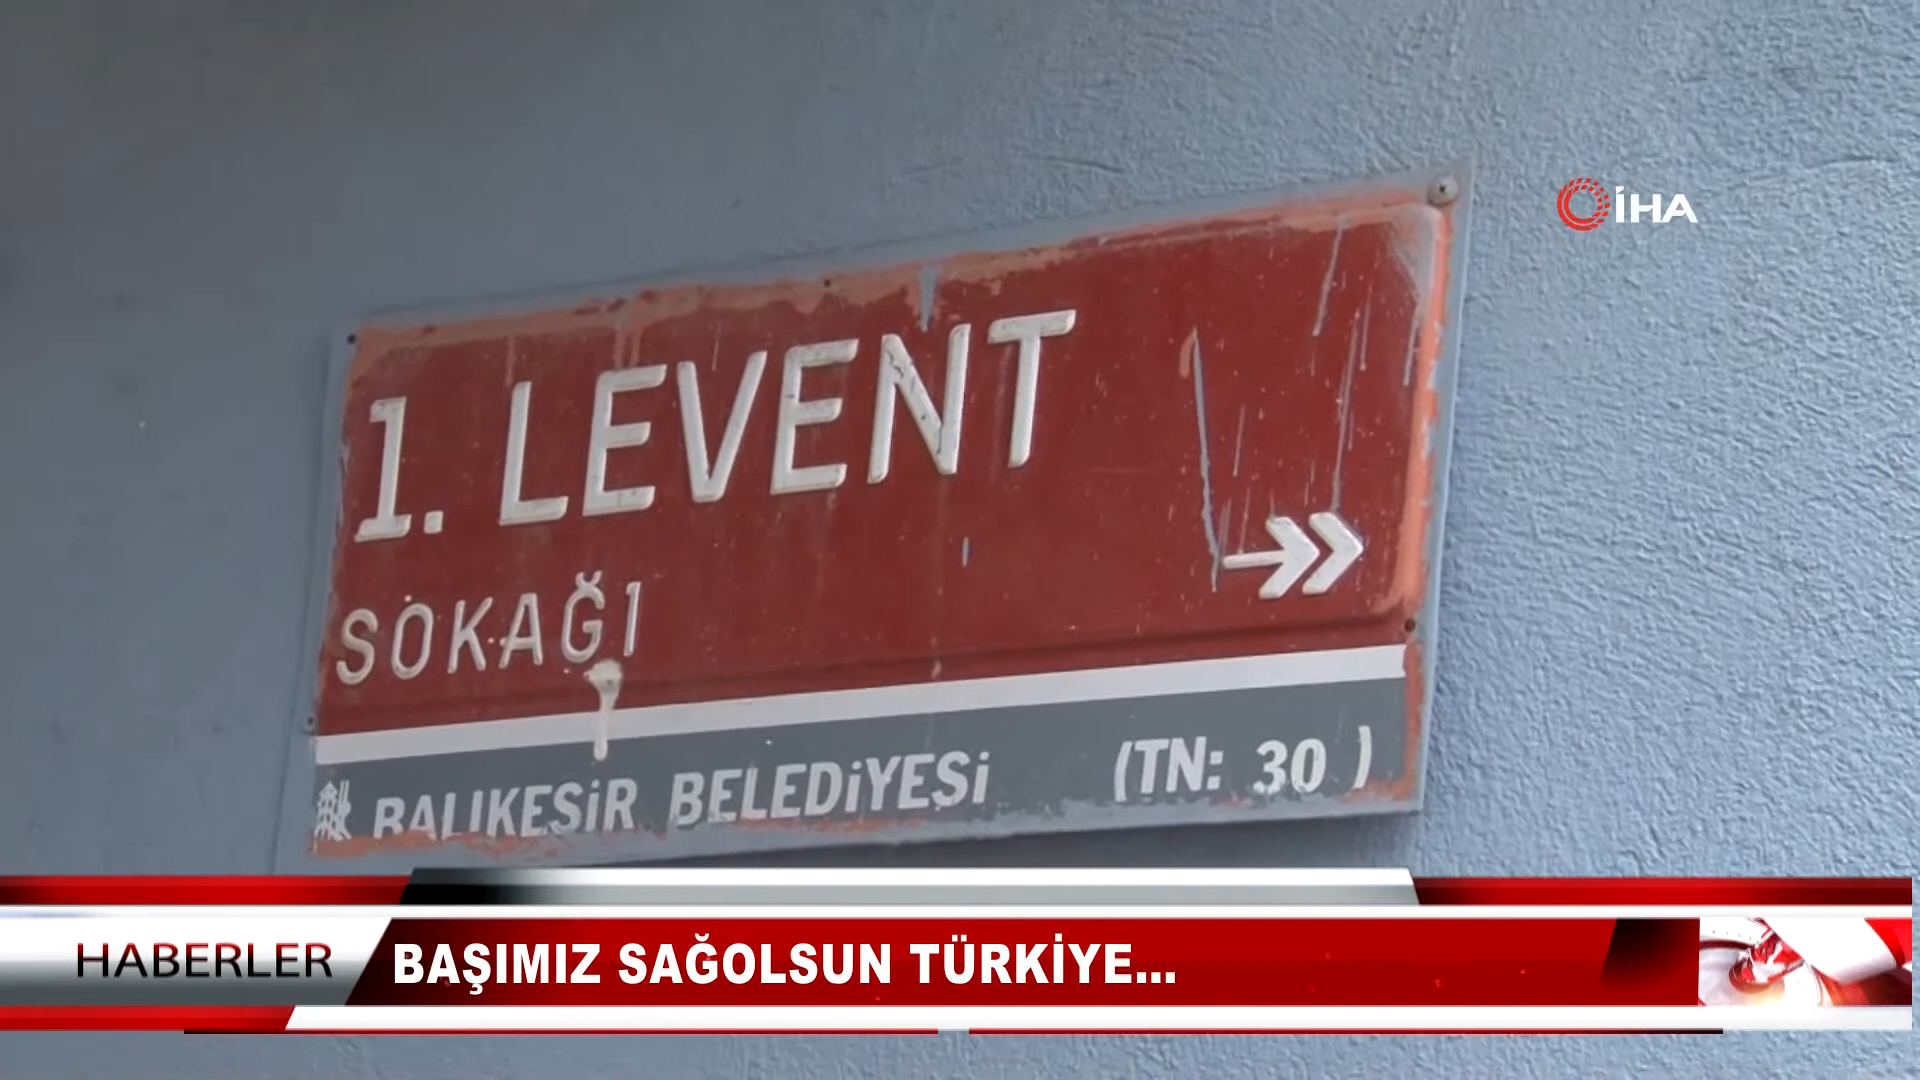 İHA
1. LEVENT
SOKAĞI
BALIKESİR BELEDİYESİ (TN: 30 )
HABERLER BAŞIMIZ SAĞOLSUN TÜRKİYE...